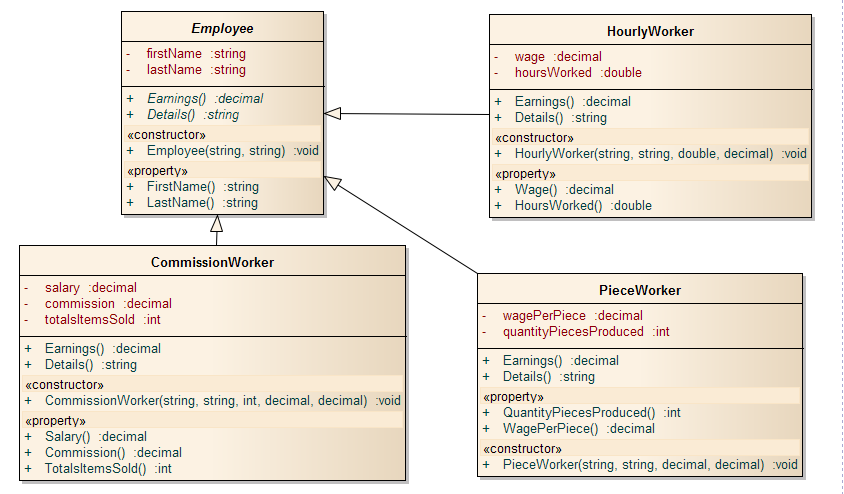 Employee
- firstName :string
- lastName :string
+ Earnings() :decimal
+ Details() :string
«constructor»
+ Employee(string, string) :void
«property»
+ FirstName() :string
+ LastName() :string
HourlyWorker
- wage :decimal
- hoursWorked :double
+ Earnings() :decimal
+ Details() :string
«constructor»
+ HourlyWorker(string, string, double, decimal) :void
«property»
+ Wage() :decimal
+ HoursWorked() :double
CommissionWorker
- salary :decimal
- commission :decimal
- totalsItemsSold :int
+ Earnings() :decimal
+ Details() :string
«constructor»
+ CommissionWorker(string, string, int, decimal, decimal) :void
«property»
+ Salary() :decimal
+ Commission() :decimal
+ TotalsItemsSold() :int
PieceWorker
- wagePerPiece :decimal
- quantityPiecesProduced :int
+ Earnings() :decimal
+ Details() :string
«property»
+ QuantityPiecesProduced() :int
+ WagePerPiece() :decimal
«constructor»
+ PieceWorker(string, string, decimal, decimal) :void